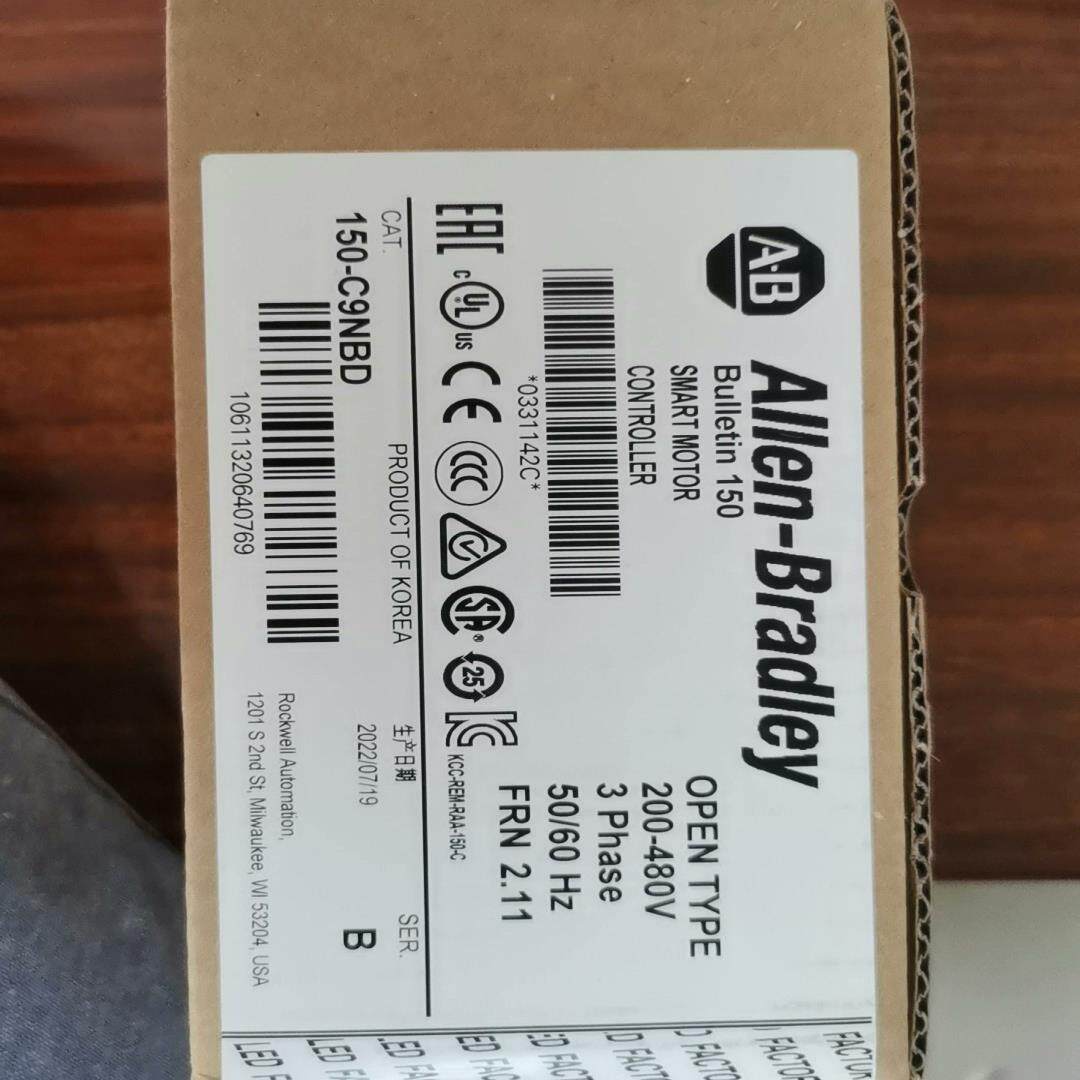 A-B
Allen-Bradley
Bulletin 150
SMART MOTOR
CONTROLLER
OPEN TYPE
200-480V
3 Phase
50/60 Hz
FRN 2.11
*0331142C*
EAC
C UL US
CE
CCC
SA
25
KCC-REM-RAA-150-C
CAT.
150-C9NBD
PRODUCT OF KOREA
生产日期
2022/07/19
SER.
B
10611320640769
Rockwell Automation,
1201 S 2nd St, Milwaukee, WI 53204, USA